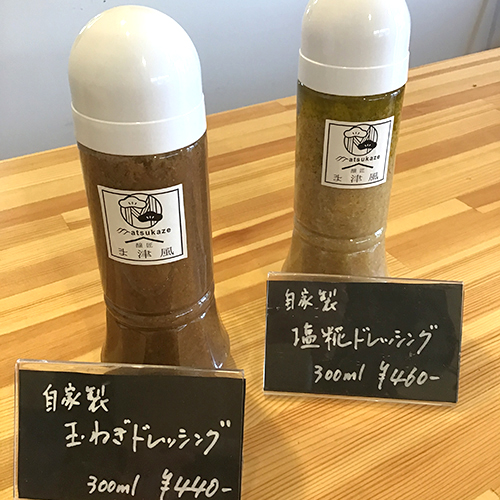 matsukaze
麺匠
ま津風
matsukaze
麺匠
ま津風
自家製
塩糀ドレッシング
300ml ¥460-
自家製
玉わぎドレッシング
300ml ¥440-